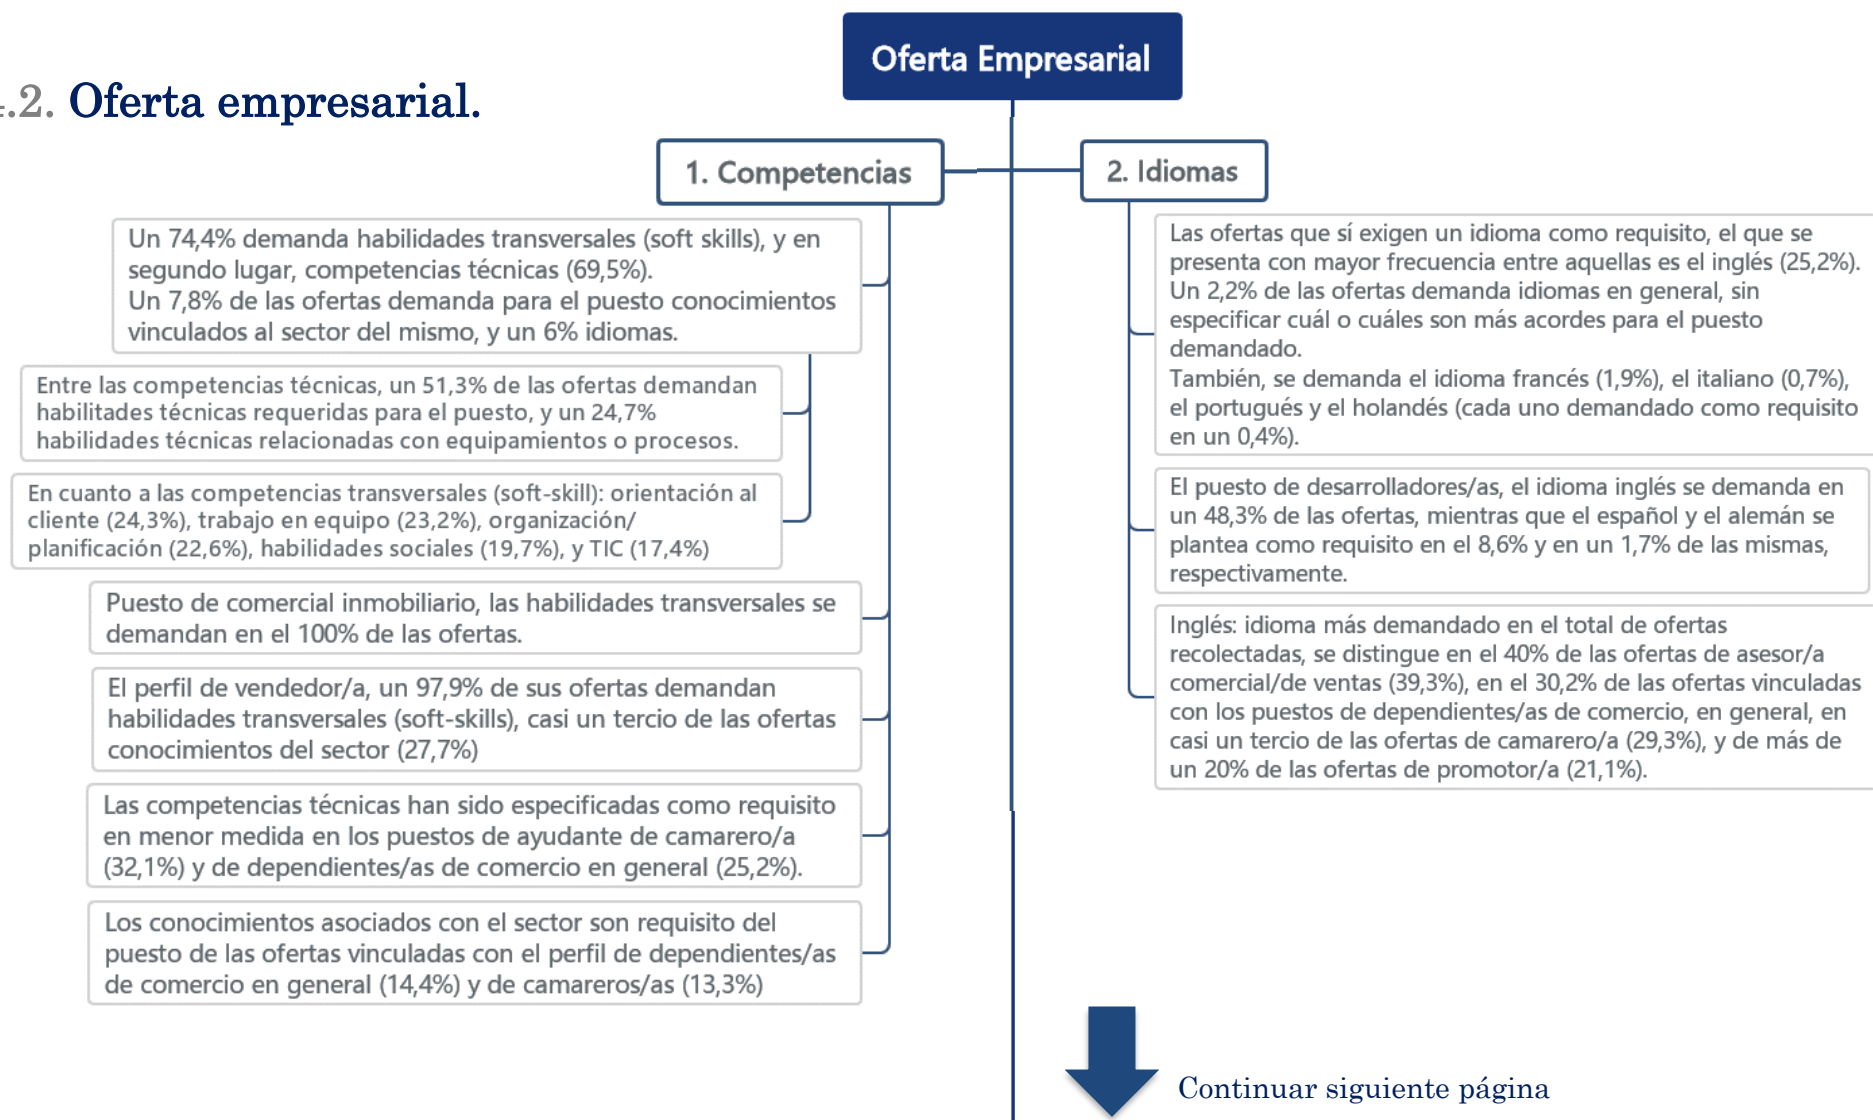 Oferta Empresarial
.2. Oferta empresarial.
1. Competencias
Un 74,4% demanda habilidades transversales (soft skills), y en
segundo lugar, competencias técnicas (69,5%).
Un 7,8% de las ofertas demanda para el puesto conocimientos
vinculados al sector del mismo, y un 6% idiomas.
Entre las competencias técnicas, un 51,3% de las ofertas demandan
habilitades técnicas requeridas para el puesto, y un 24,7%
habilidades técnicas relacionadas con equipamientos o procesos.
En cuanto a las competencias transversales (soft-skill): orientación al
cliente (24,3%), trabajo en equipo (23,2%), organización/
planificación (22,6%), habilidades sociales (19,7%), y TIC (17,4%)
Puesto de comercial inmobiliario, las habilidades transversales se
demandan en el 100% de las ofertas.
El perfil de vendedor/a, un 97,9% de sus ofertas demandan
habilidades transversales (soft-skills), casi un tercio de las ofertas
conocimientos del sector (27,7%)
Las competencias técnicas han sido especificadas como requisito
en menor medida en los puestos de ayudante de camarero/a
(32,1%) y de dependientes/as de comercio en general (25,2%).
Los conocimientos asociados con el sector son requisito del
puesto de las ofertas vinculadas con el perfil de dependientes/as
de comercio en general (14,4%) y de camareros/as (13,3%)
2. Idiomas
Las ofertas que sí exigen un idioma como requisito, el que se
presenta con mayor frecuencia entre aquellas es el inglés (25,2%).
Un 2,2% de las ofertas demanda idiomas en general, sin
especificar cuál o cuáles son más acordes para el puesto
demandado.
También, se demanda el idioma francés (1,9%), el italiano (0,7%),
el portugués y el holandés (cada uno demandado como requisito
en un 0,4%).
El puesto de desarrolladores/as, el idioma inglés se demanda en
un 48,3% de las ofertas, mientras que el español y el alemán se
plantea como requisito en el 8,6% y en un 1,7% de las mismas,
respectivamente.
Inglés: idioma más demandado en el total de ofertas
recolectadas, se distingue en el 40% de las ofertas de asesor/a
comercial/de ventas (39,3%), en el 30,2% de las ofertas vinculadas
con los puestos de dependientes/as de comercio, en general, en
casi un tercio de las ofertas de camarero/a (29,3%), y de más de
un 20% de las ofertas de promotor/a (21,1%).
Continuar siguiente página